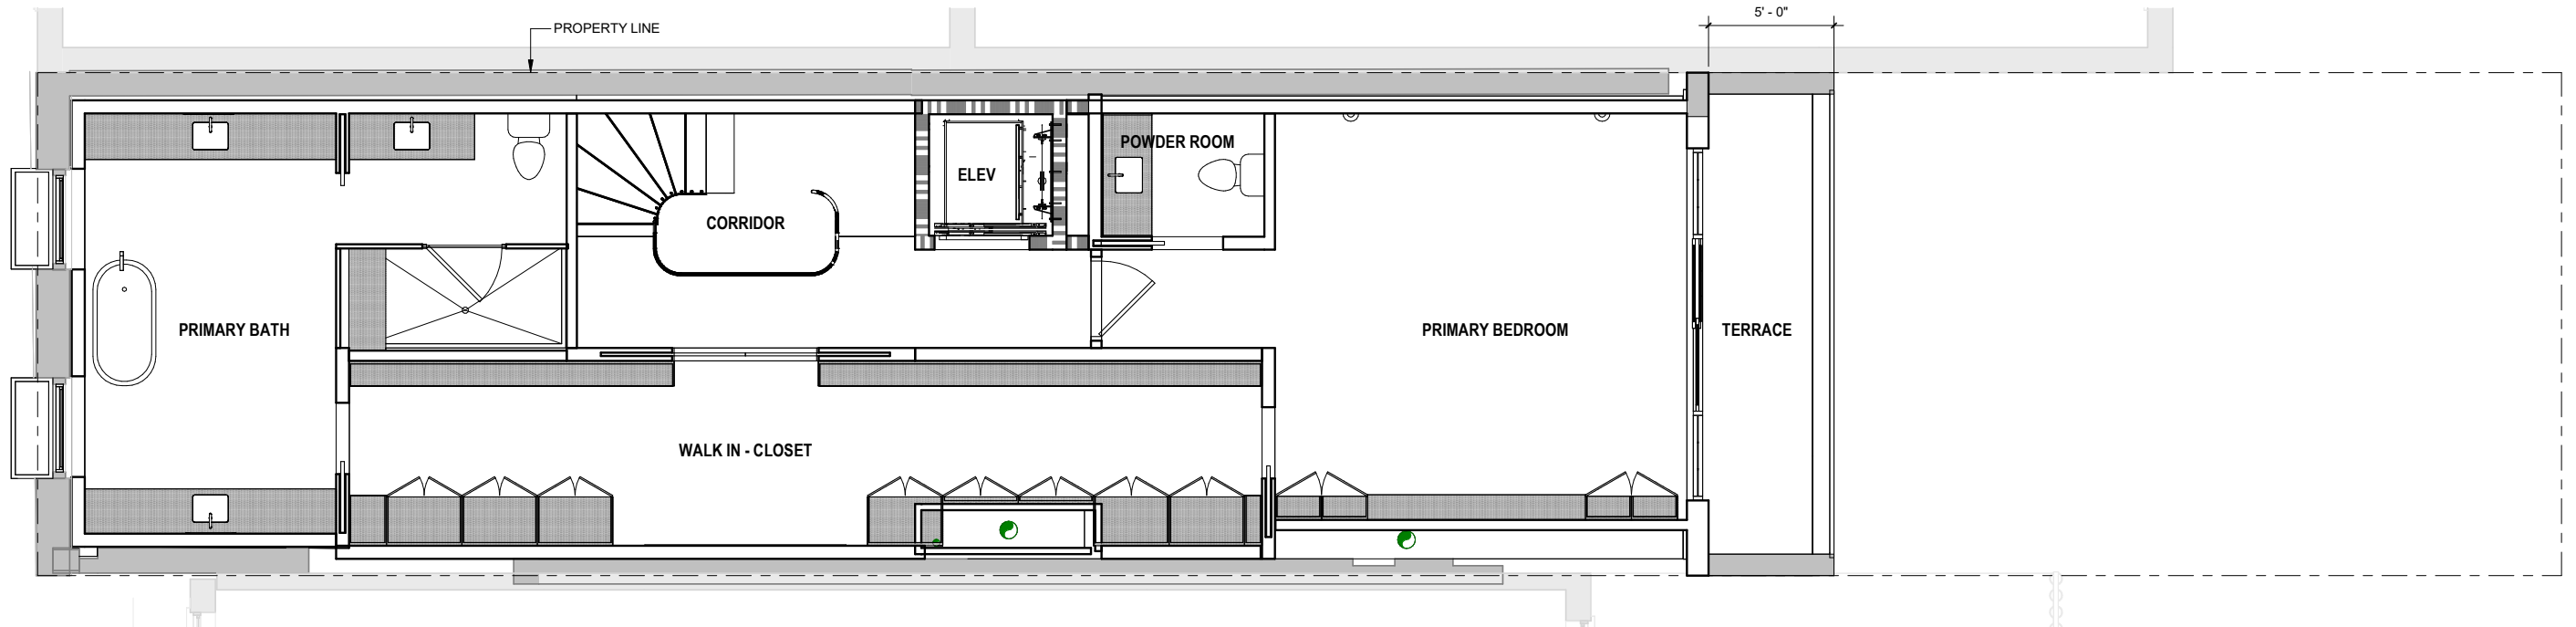 5' - 0"
PROPERTY LINE
POWDER ROOM
ELEV
CORRIDOR
PRIMARY BATH
PRIMARY BEDROOM
TERRACE
WALK IN - CLOSET